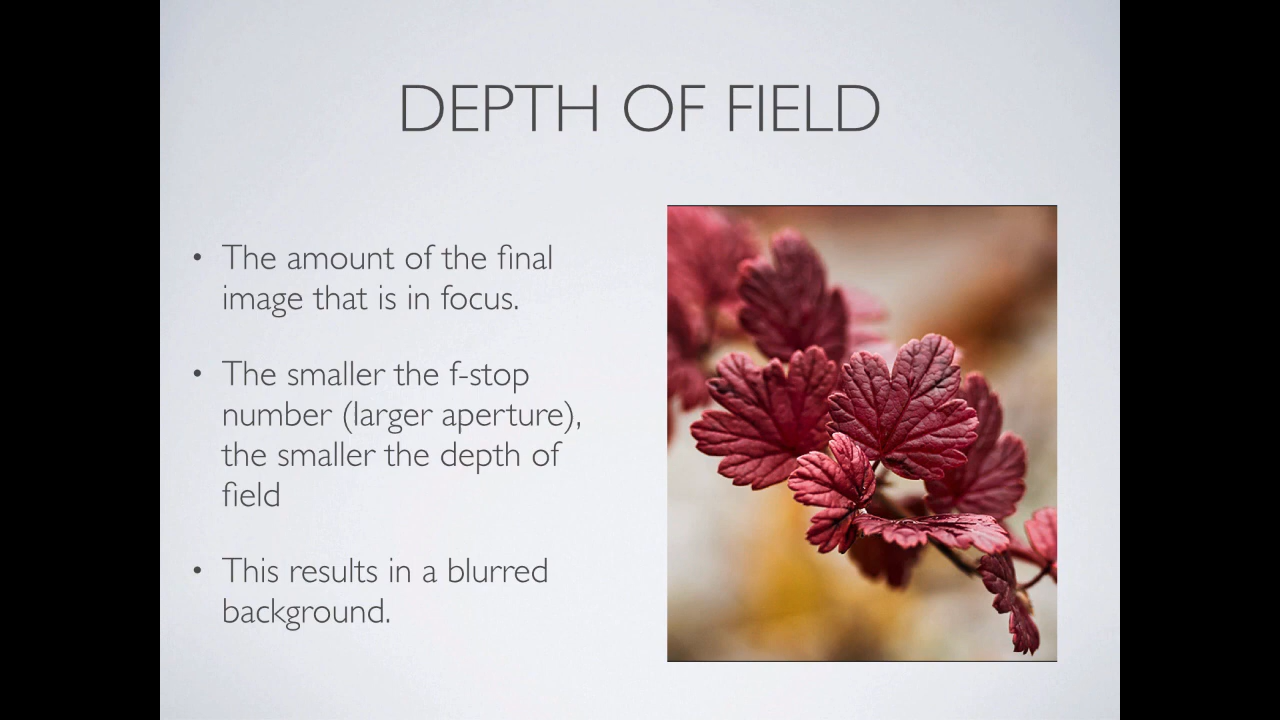 DEPTH OF FIELD
• The amount of the final
image that is in focus.
• The smaller the f-stop
number (larger aperture),
the smaller the depth of
field
• This results in a blurred
background.